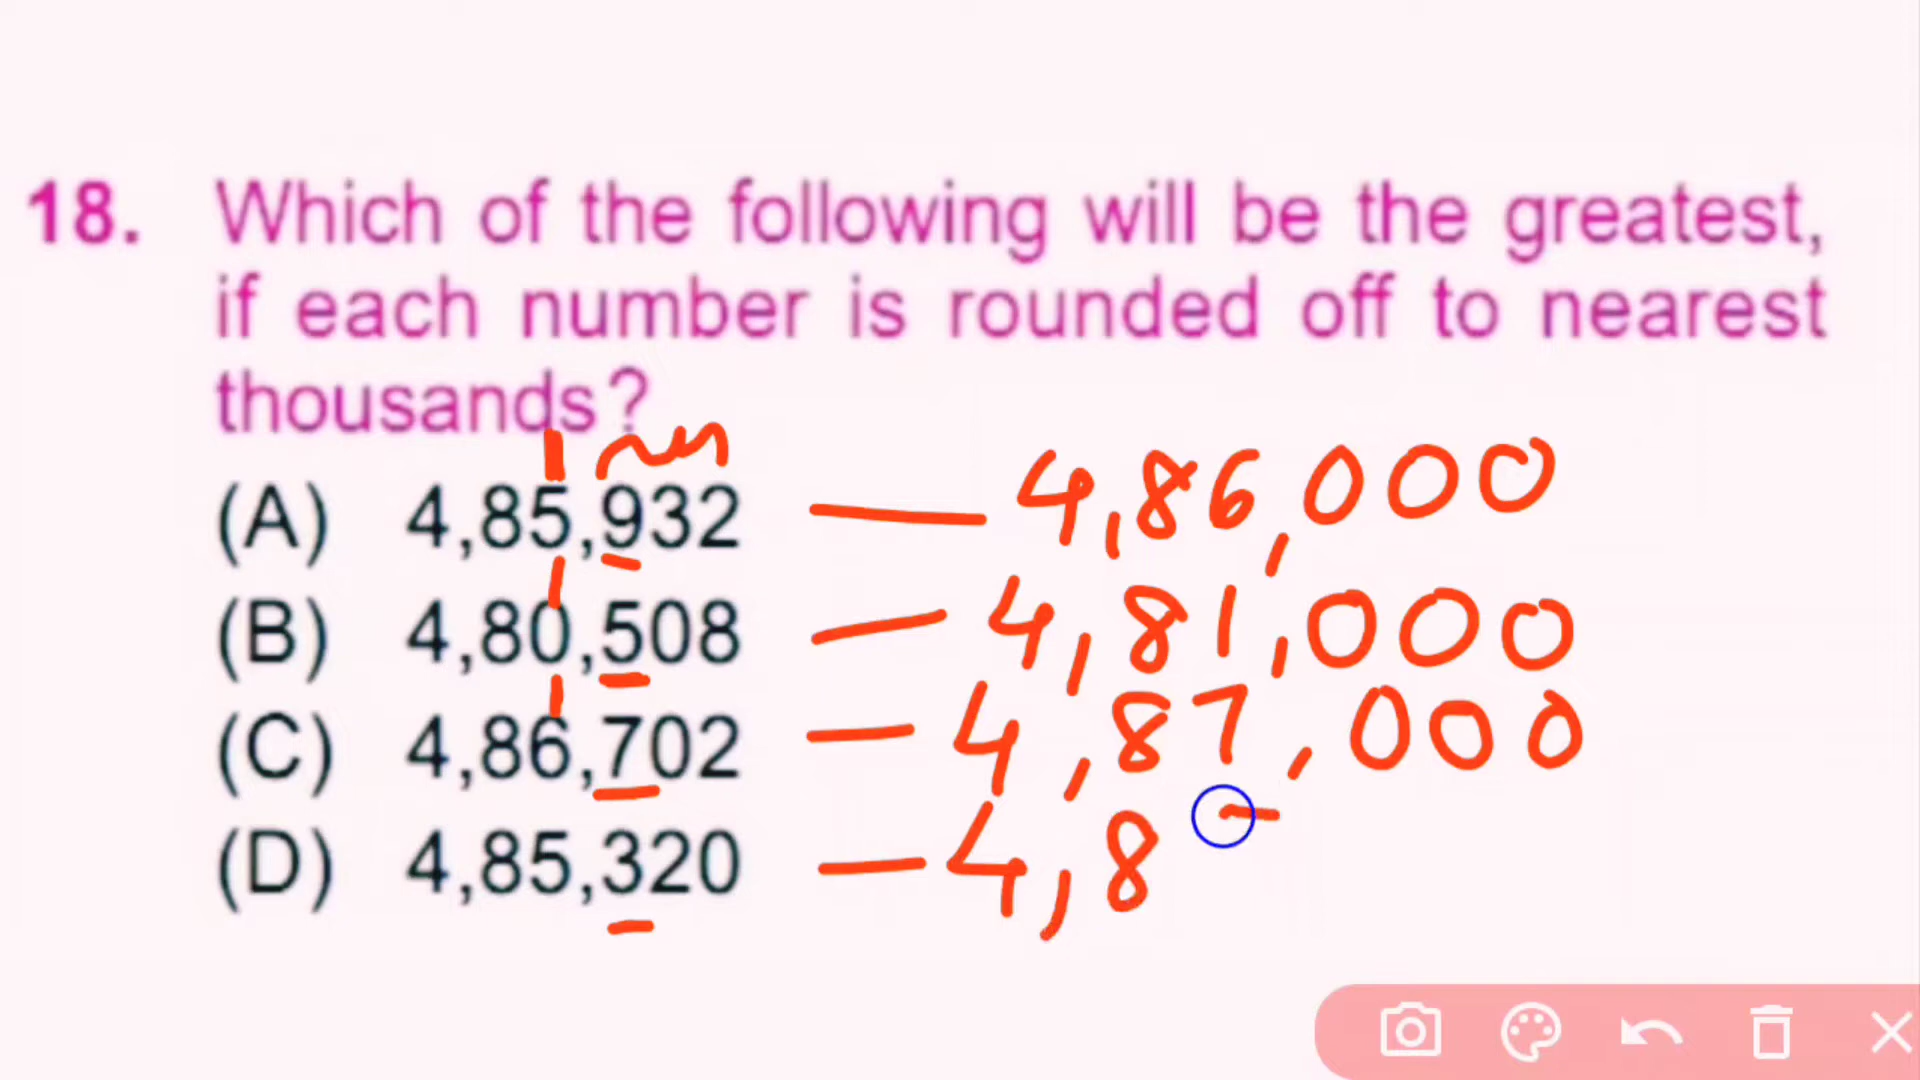 18. Which of the following will be the greatest,
if each number is rounded off to nearest
thousands?
(A) 4,85,932 — 4,86,000
(B) 4,80,508 — 4,81,000
(C) 4,86,702 — 4,87,000
(D) 4,85,320 — 4,8